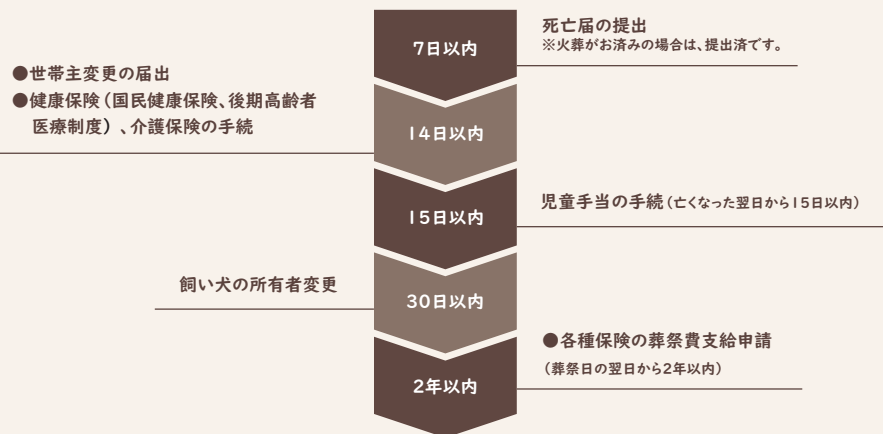 7日以内
死亡届の提出
※火葬がお済みの場合は、提出済です。
●世帯主変更の届出
●健康保険（国民健康保険、後期高齢者
医療制度）、介護保険の手続
14日以内
15日以内
児童手当の手続（亡くなった翌日から15日以内）
飼い犬の所有者変更
30日以内
2年以内
●各種保険の葬祭費支給申請
（葬祭日の翌日から2年以内）